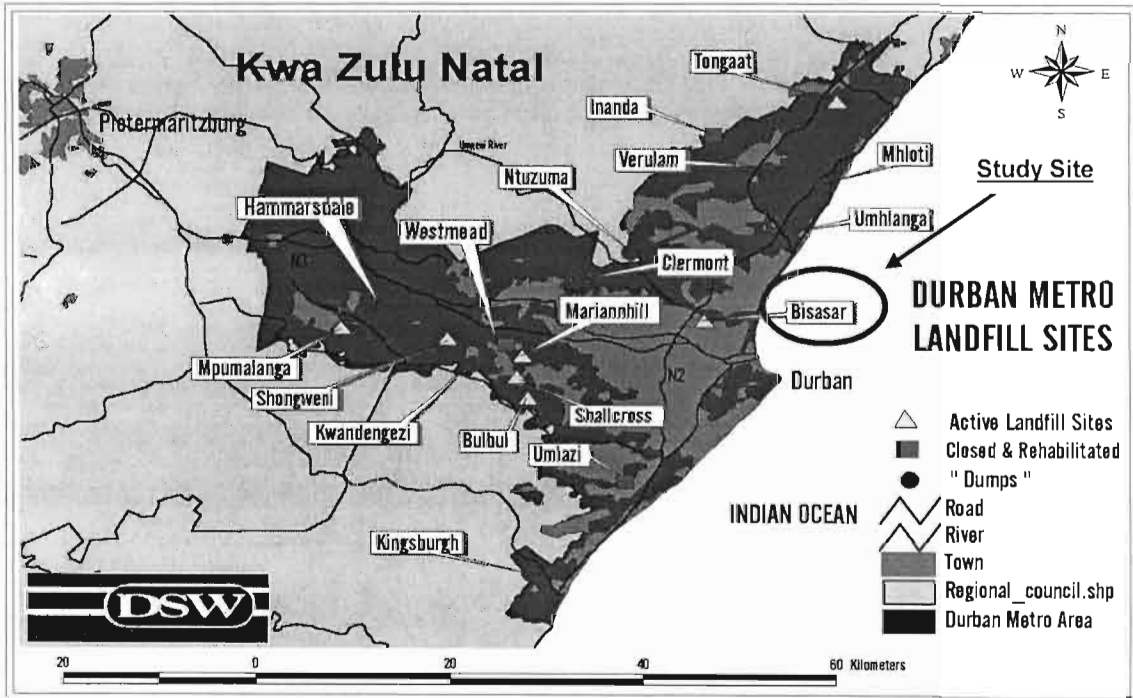 Kwa Zulu Natal
Pietermaritzburg
Tongaat
N
W
E
S
Inanda
Verulam
Mhloti
Study Site
Ntuzuma
Umhlanga
Hammarsdale
Westmead
Clermont
N3
DURBAN METRO
LANDFILL SITES
Bisasar
Mariannhill
Mpumalanga
Shongweni
N2
Durban
Shallcross
Kwandengezi
Bulbul
Umlazi
Active Landfill Sites
Closed & Rehabilitated
" Dumps "
INDIAN OCEAN
Road
River
Town
Regional_council.shp
Durban Metro Area
Kingsburgh
DSW
20 0 20 40 60 Kilometers